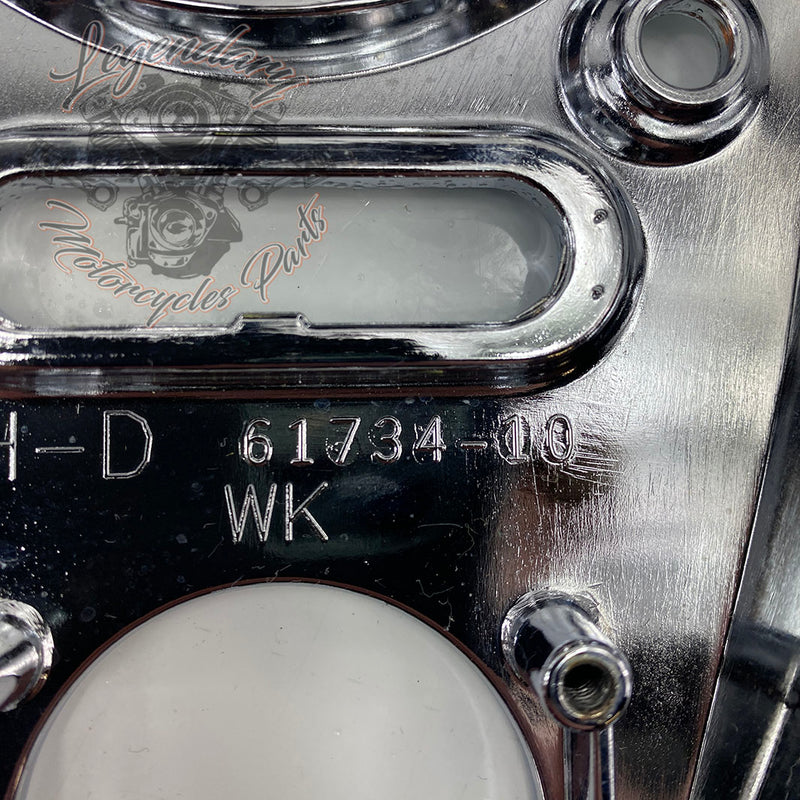 Legendary
Motorcycles Parts
H-D 61734-10
WK